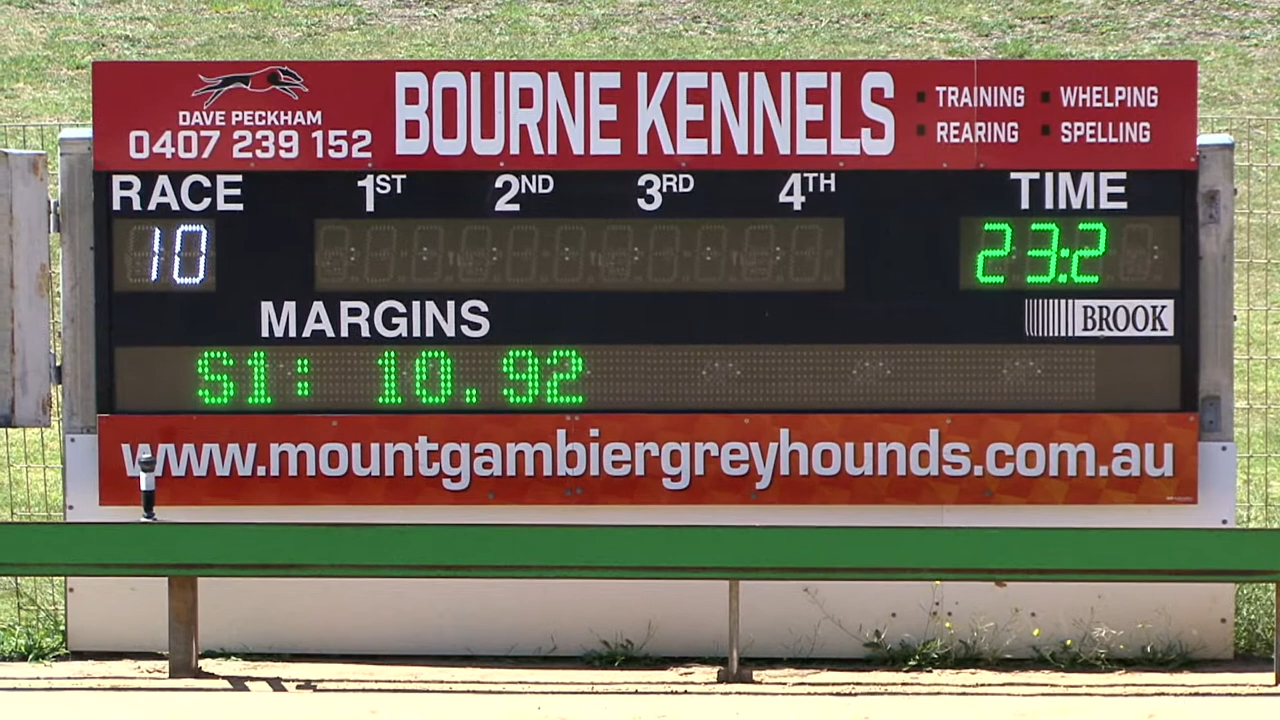 DAVE PECKHAM
0407 239 152
BOURNE KENNELS
TRAINING
WHELPING
REARING
SPELLING
RACE 1ST 2ND 3RD 4TH TIME
10 23:2
MARGINS
BROOK
S1: 10.92
www.mountgambiergreyhounds.com.au